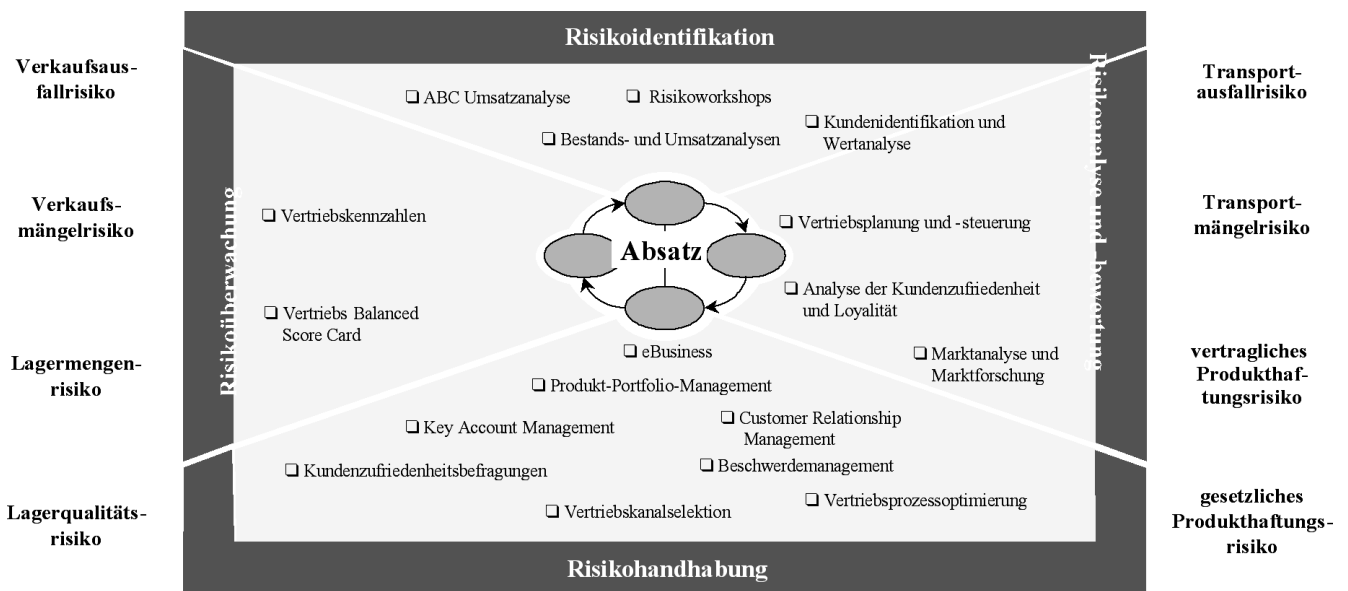 Risikoidentifikation
Verkaufsaus-
fallrisiko
Verkaufs-
mängelrisiko
Lagermengen-
risiko
Lagerqualitäts-
risiko
Risikoüberwachung
❑ ABC Umsatzanalyse
❑ Risikoworkshops
❑ Bestands- und Umsatzanalysen
❑ Kundenidentifikation und
Wertanalyse
❑ Vertriebskennzahlen
❑ Vertriebsplanung und -steuerung
Absatz
❑ Vertriebs Balanced
Score Card
❑ Analyse der Kundenzufriedenheit
und Loyalität
❑ eBusiness
❑ Marktanalyse und
Marktforschung
❑ Produkt-Portfolio-Management
❑ Key Account Management
❑ Customer Relationship
Management
❑ Kundenzufriedenheitsbefragungen
❑ Beschwerdemanagement
❑ Vertriebskanalselektion
❑ Vertriebsprozessoptimierung
Risikoanalyse und -bewertung
Transport-
ausfallrisiko
Transport-
mängelrisiko
vertragliches
Produkthaf-
tungsrisiko
gesetzliches
Produkthaftungs-
risiko
Risikohandhabung